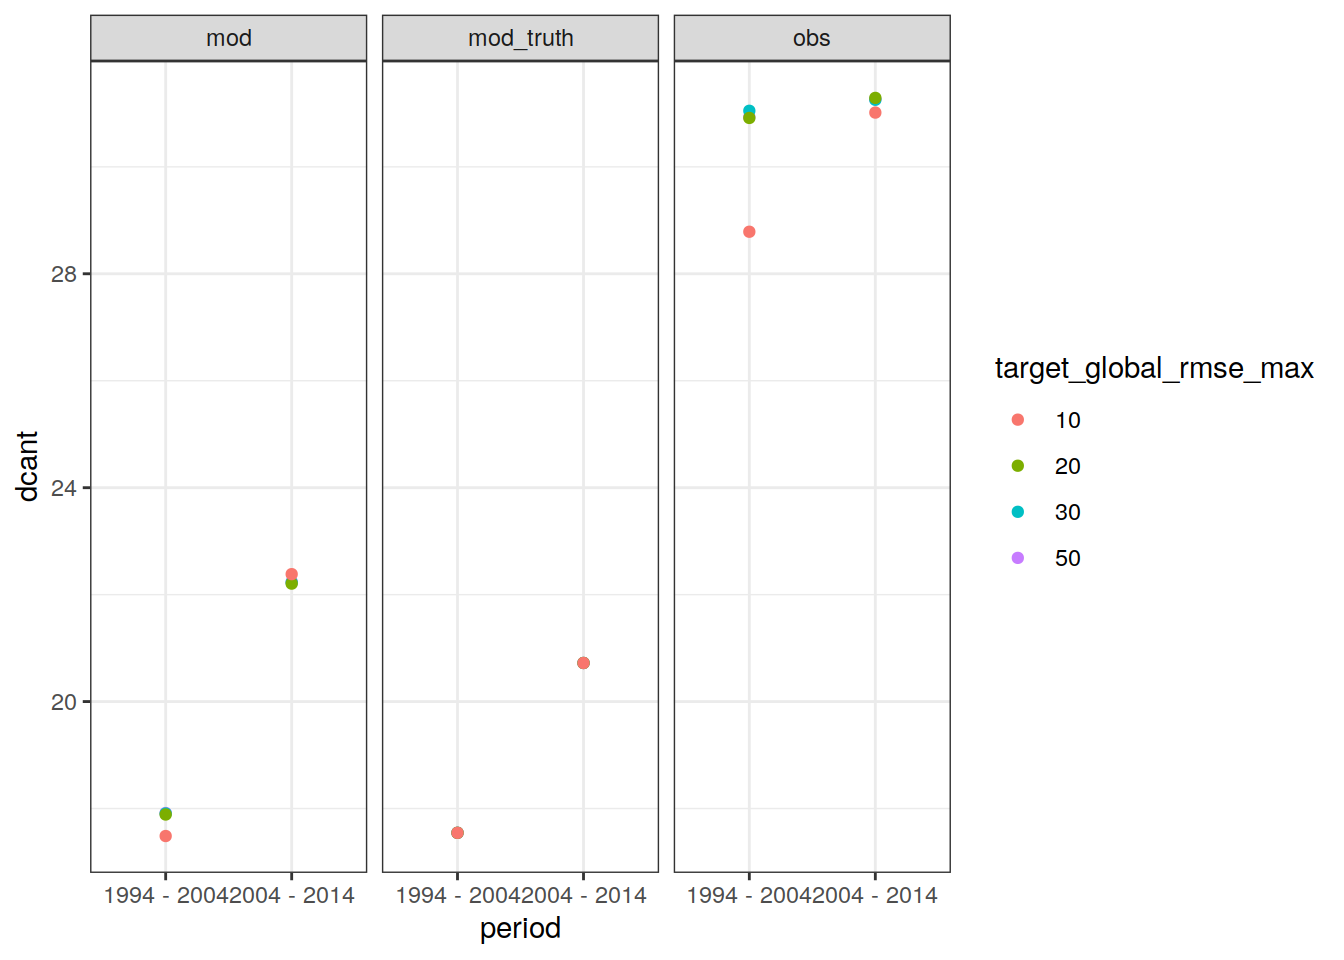 mod
mod_truth
obs
dcant
28
24
20
1994 - 2004
2004 - 2014
1994 - 2004
2004 - 2014
1994 - 2004
2004 - 2014
period
target_global_rmse_max
10
20
30
50